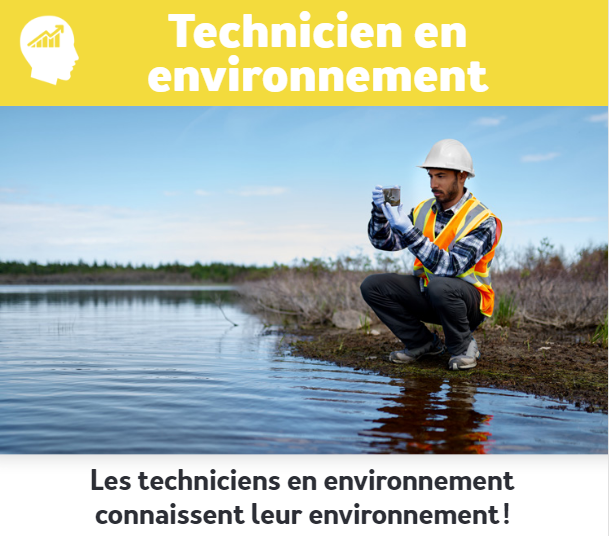 Technicien en
environnement
Les techniciens en environnement
connaissent leur environnement !